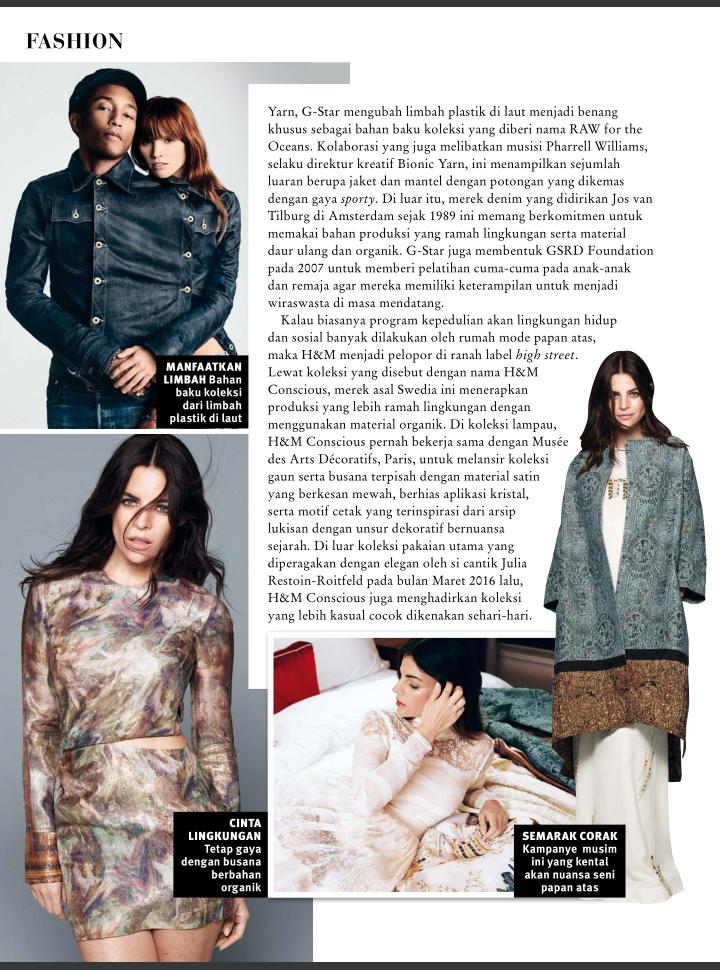 FASHION
Yarn, G-Star mengubah limbah plastik di laut menjadi benang
khusus sebagai bahan baku koleksi yang diberi nama RAW for the
Oceans. Kolaborasi yang juga melibatkan musisi Pharrell Williams,
selaku direktur kreatif Bionic Yarn, ini menampilkan sejumlah
luaran berupa jaket dan mantel dengan potongan yang dikemas
dengan gaya sporty. Di luar itu, merek denim yang didirikan Jos van
Tilburg di Amsterdam sejak 1989 ini memang berkomitmen untuk
memakai bahan produksi yang ramah lingkungan serta material
daur ulang dan organik. G-Star juga membentuk GSRD Foundation
pada 2007 untuk memberi pelatihan cuma-cuma pada anak-anak
dan remaja agar mereka memiliki keterampilan untuk menjadi
wiraswasta di masa mendatang.
Kalau biasanya program kepedulian akan lingkungan hidup
dan sosial banyak dilakukan oleh rumah mode papan atas,
maka H&M menjadi pelopor di ranah label high street.
Lewat koleksi yang disebut dengan nama H&M
Conscious, merek asal Swedia ini menerapkan
produksi yang lebih ramah lingkungan dengan
menggunakan material organik. Di koleksi lampau,
H&M Conscious pernah bekerja sama dengan Musée
des Arts Décoratifs, Paris, untuk melansir koleksi
gaun serta busana terpisah dengan material satin
yang berkesan mewah, berhias aplikasi kristal,
serta motif cetak yang terinspirasi dari arsip
lukisan dengan unsur dekoratif bernuansa
sejarah. Di luar koleksi pakaian utama yang
diperagakan dengan elegan oleh si cantik Julia
Restoin-Roitfeld pada bulan Maret 2016 lalu,
H&M Conscious juga menghadirkan koleksi
yang lebih kasual cocok dikenakan sehari-hari.
MANFAATKAN
LIMBAH Bahan
baku koleksi
dari limbah
plastik di laut
CINTA
LINGKUNGAN
Tetap gaya
dengan busana
berbahan
organik
SEMARAK CORAK
Kampanye musim
ini yang kental
akan nuansa seni
papan atas